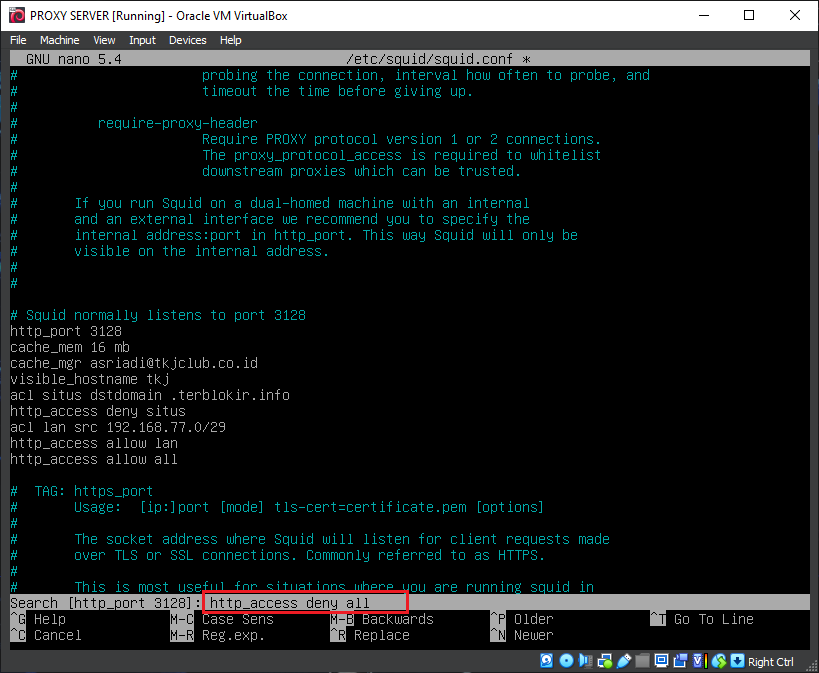 PROXY SERVER [Running] - Oracle VM VirtualBox
File Machine View Input Devices Help
GNU nano 5.4 /etc/squid/squid.conf *
# probing the connection, interval how often to probe, and
# timeout the time before giving up.
#
# require-proxy-header
# Require PROXY protocol version 1 or 2 connections.
# The proxy_protocol_access is required to whitelist
# downstream proxies which can be trusted.
#
# If you run Squid on a dual-homed machine with an internal
# and an external interface we recommend you to specify the
# internal address:port in http_port. This way Squid will only be
# visible on the internal address.
#
#
# Squid normally listens to port 3128
http_port 3128
cache_mem 16 mb
cache_mgr asriadi@tkjclub.co.id
visible_hostname tkj
acl situs dstdomain .terblokir.info
http_access deny situs
acl lan src 192.168.77.0/29
http_access allow lan
http_access allow all
# TAG: https_port
# Usage: [ip:]port [mode] tls-cert=certificate.pem [options]
#
# The socket address where Squid will listen for client requests made
# over TLS or SSL connections. Commonly referred to as HTTPS.
#
# This is most useful for situations where you are running squid in
Search [http_port 3128]: http_access deny all
^G Help M-C Case Sens M-B Backwards ^P Older ^T Go To Line
^C Cancel M-R Reg.exp. ^R Replace ^N Newer
Right Ctrl